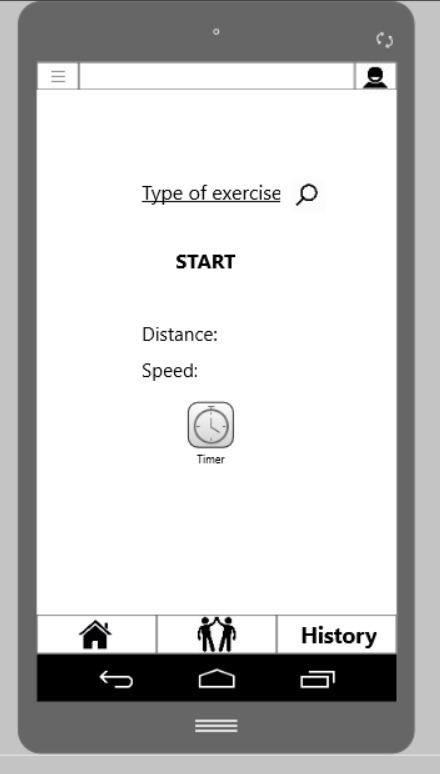 Type of exercise
START
Distance:
Speed:
Timer
History